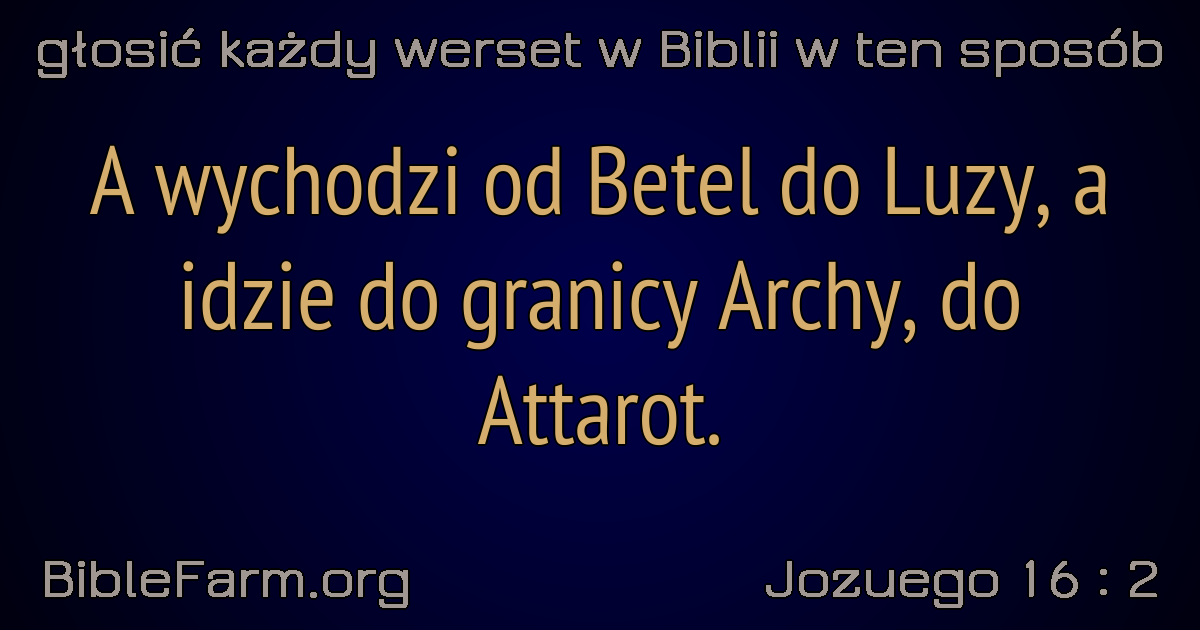 głosić każdy werset w Biblii w ten sposób
A wychodzi od Betel do Luzy, a
idzie do granicy Archy, do
Attarot.
BibleFarm.org
Jozuego 16 : 2